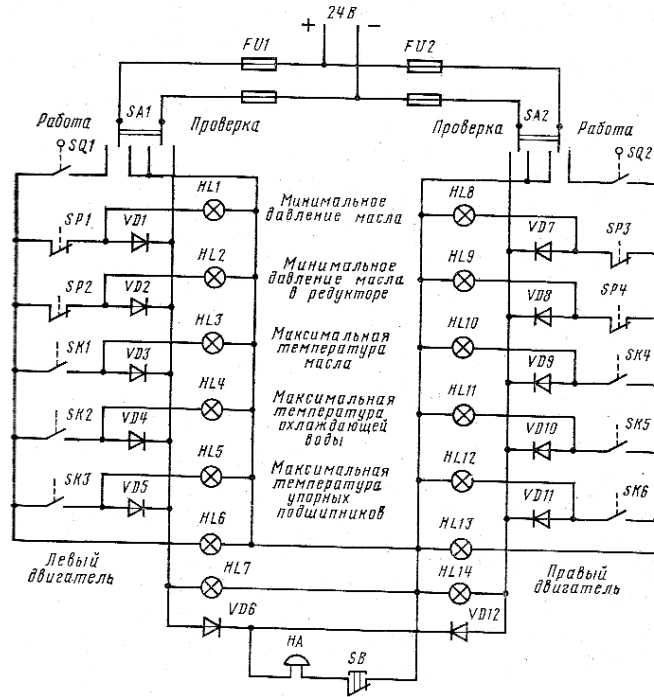 + 24В −
FU1
FU2
SA1
SA2
Работа
Проверка
Проверка
Работа
SQ1
SQ2
HL1
Минимальное
давление масла
HL8
SP1
VD1
VD7
SP3
HL2
Минимальное
давление масла
в редукторе
HL9
SP2
VD2
VD8
SP4
HL3
Максимальная
температура
масла
HL10
SK1
VD3
VD9
SK4
HL4
Максимальная
температура
охлаждающей
воды
HL11
SK2
VD4
VD10
SK5
HL5
Максимальная
температура
упорных
подшипников
HL12
SK3
VD5
VD11
SK6
HL6
HL13
Левый
двигатель
HL7
HL14
Правый
двигатель
VD6
VD12
HA
SB